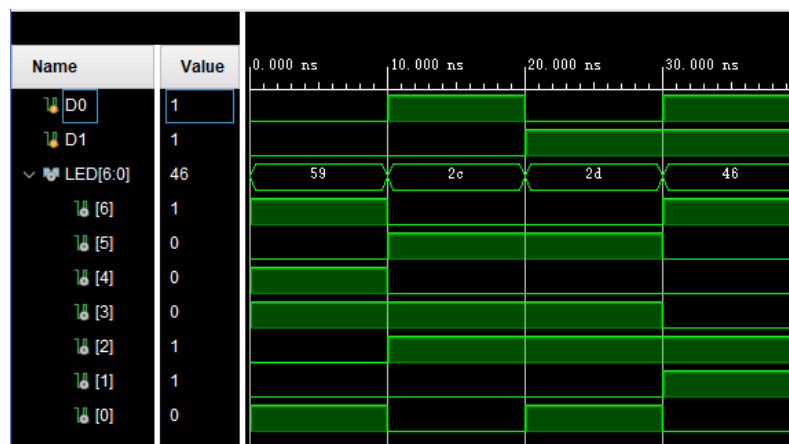 Name Value 0.000 ns 10.000 ns 20.000 ns 30.000 ns
D0 1
D1 1
LED[6:0] 46 59 2c 2d 46
[6] 1
[5] 0
[4] 0
[3] 0
[2] 1
[1] 1
[0] 0